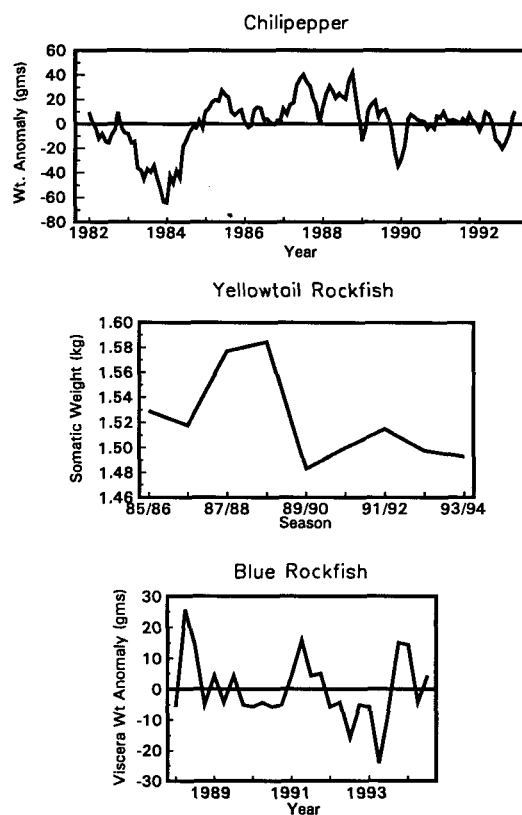 Chilipepper
Wt. Anomaly (gms)
60
40
20
0
-20
-40
-60
-80
1982 1984 1986 1988 1990 1992
Year
Yellowtail Rockfish
Somatic Weight (kg)
1.60
1.58
1.56
1.53
1.52
1.50
1.48
1.46
85/86 87/88 89/90 91/92 93/94
Season
Blue Rockfish
Viscera Wt Anomaly (gms)
30
20
10
0
-10
-20
-30
1989 1991 1993
Year